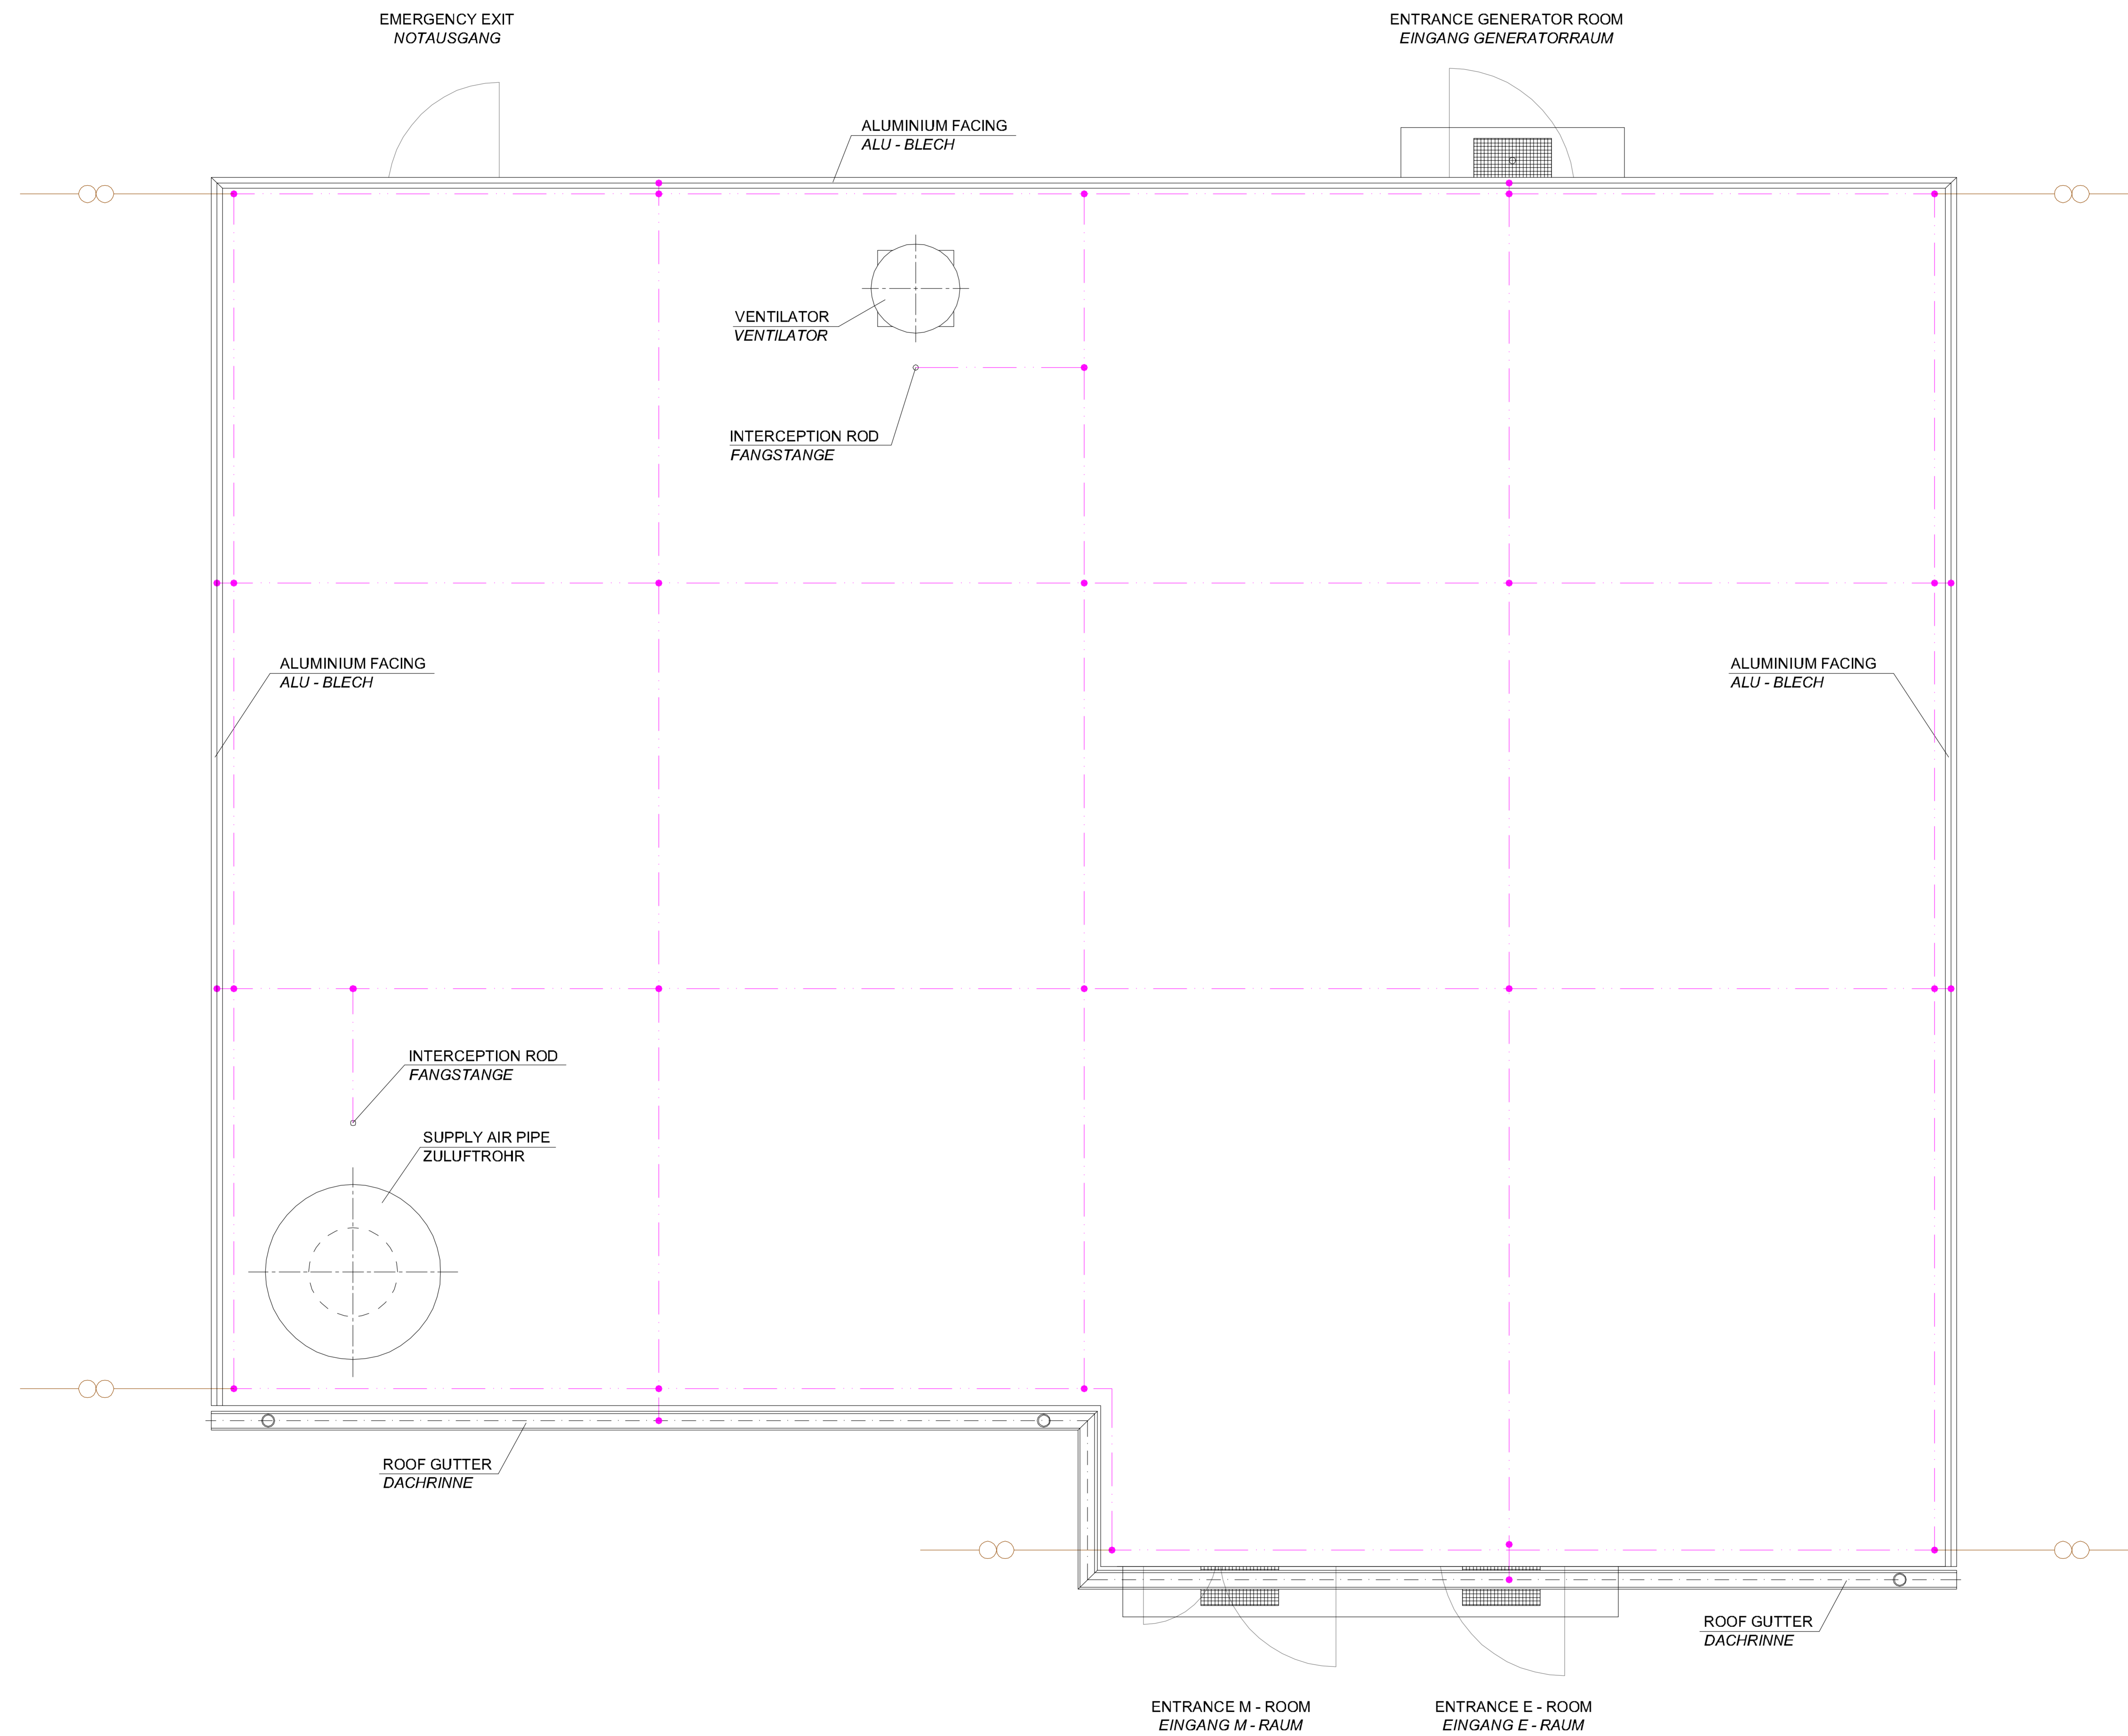 EMERGENCY EXIT
NOTAUSGANG
ENTRANCE GENERATOR ROOM
EINGANG GENERATORRAUM
ALUMINIUM FACING
ALU - BLECH
VENTILATOR
VENTILATOR
INTERCEPTION ROD
FANGSTANGE
ALUMINIUM FACING
ALU - BLECH
ALUMINIUM FACING
ALU - BLECH
INTERCEPTION ROD
FANGSTANGE
SUPPLY AIR PIPE
ZULUFTROHR
ROOF GUTTER
DACHRINNE
ROOF GUTTER
DACHRINNE
ENTRANCE M - ROOM
EINGANG M - RAUM
ENTRANCE E - ROOM
EINGANG E - RAUM